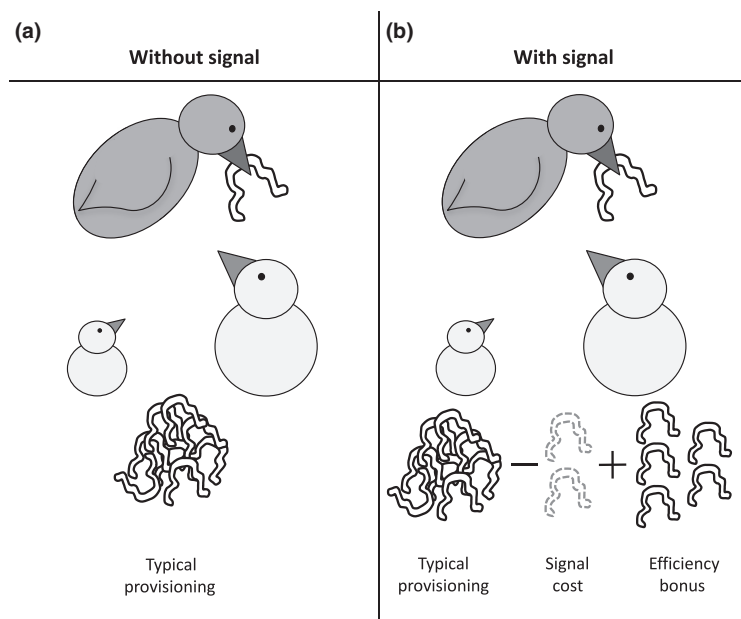 (a)
Without signal
Typical
provisioning
(b)
With signal
Typical
provisioning
Signal
cost
Efficiency
bonus